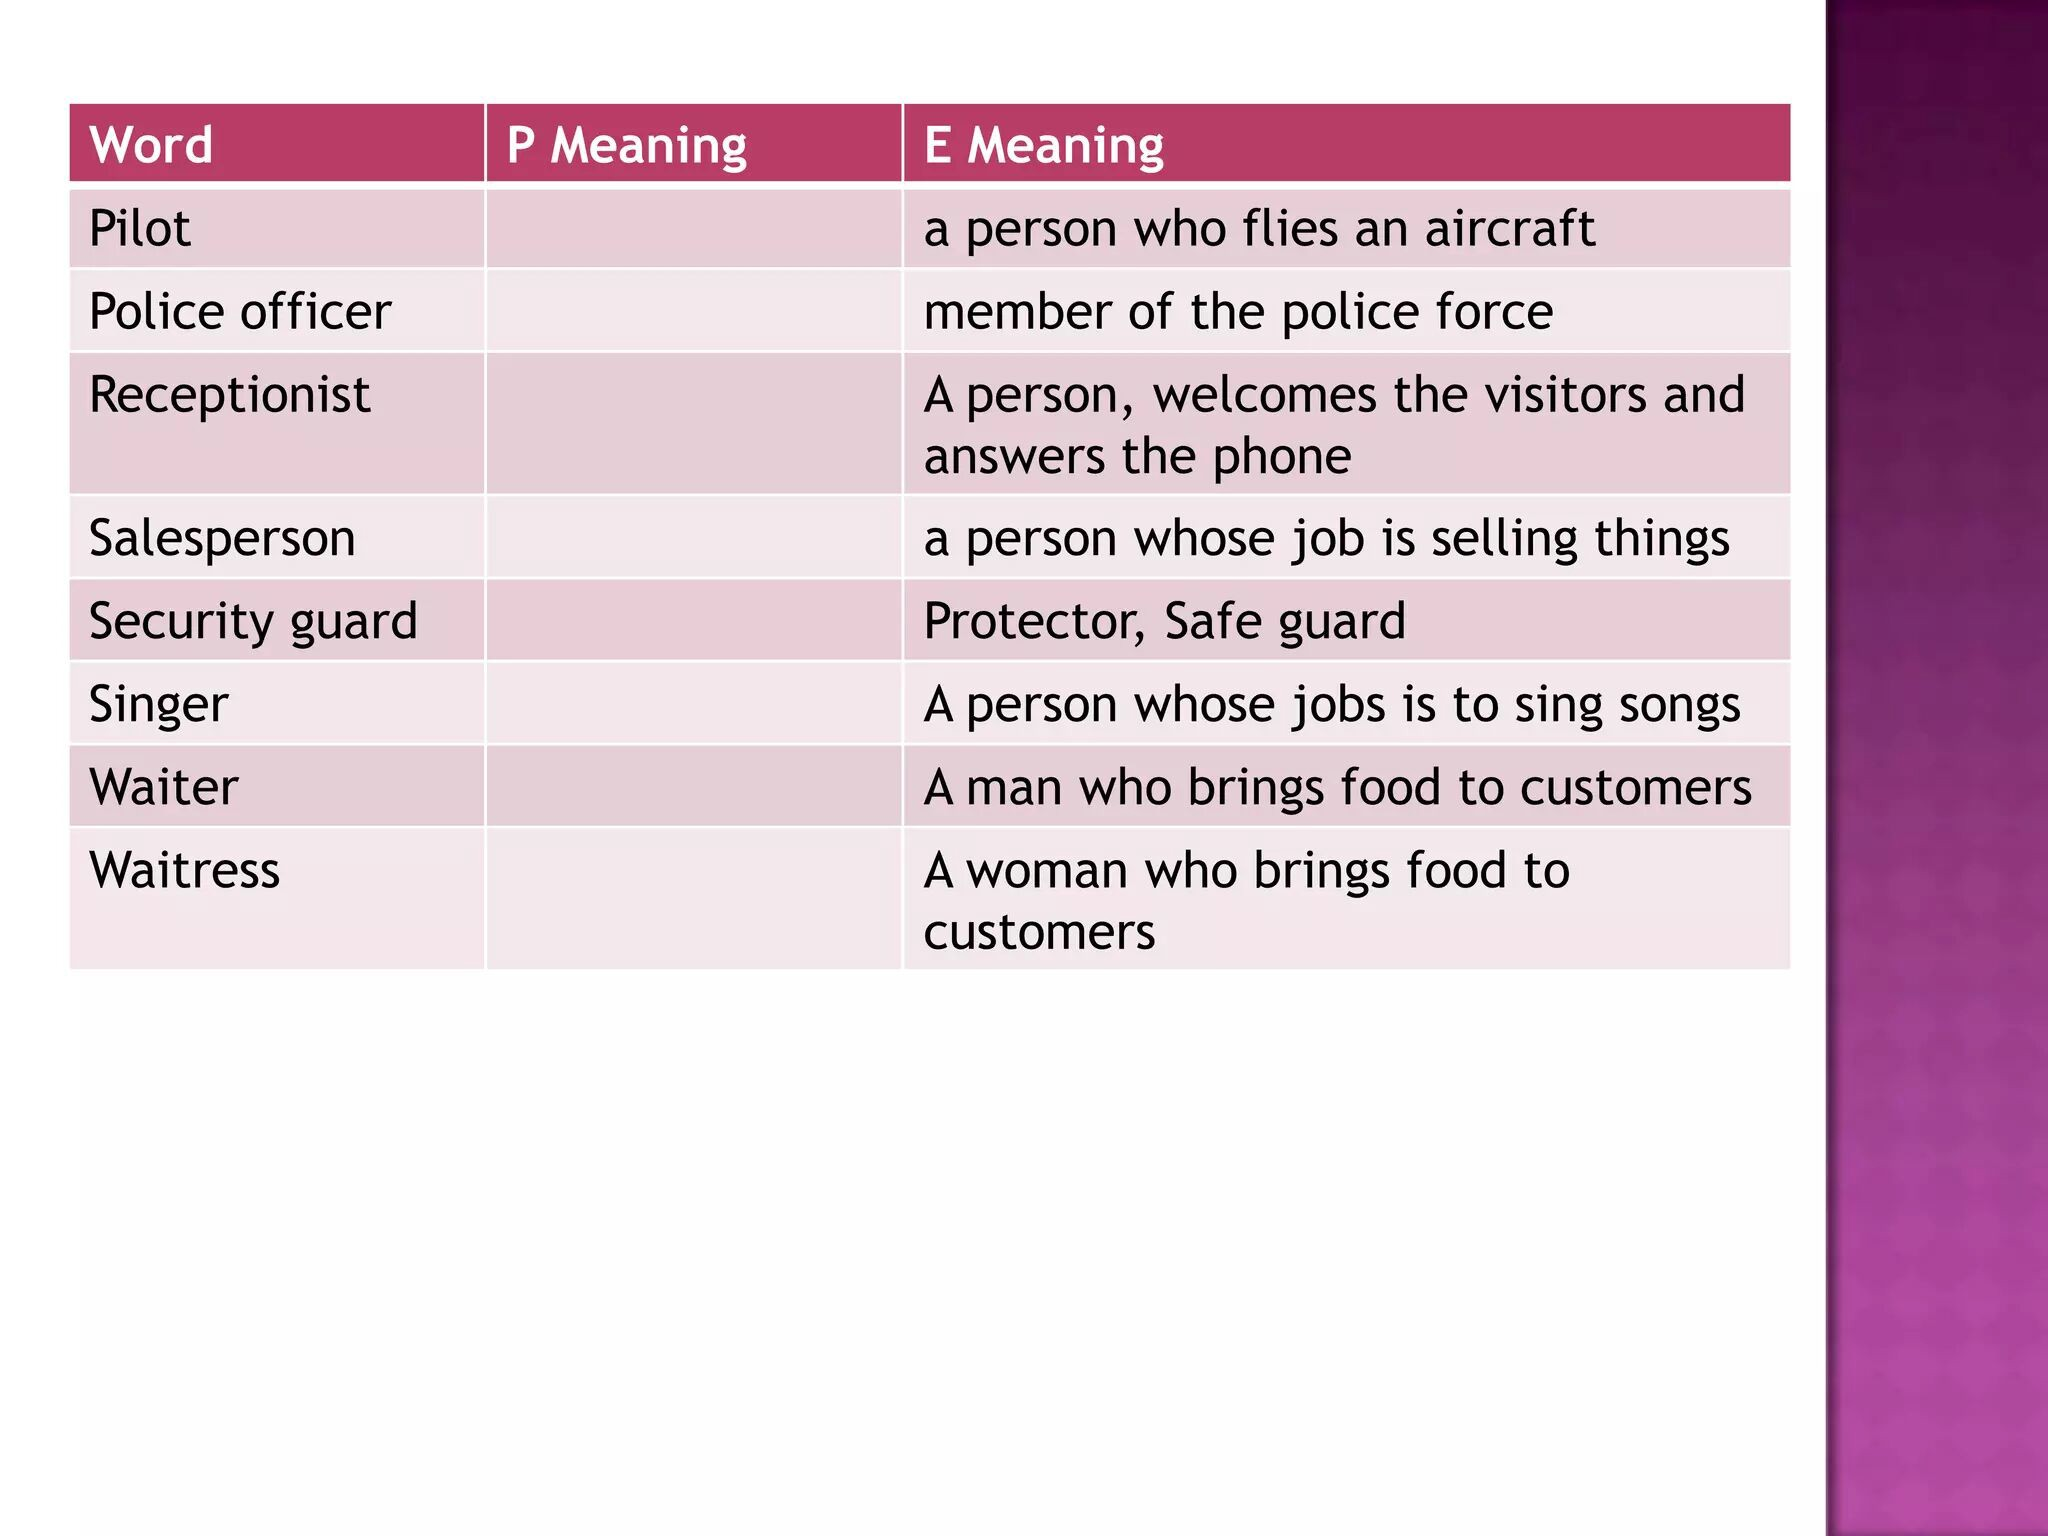 Word P Meaning E Meaning
Pilot a person who flies an aircraft
Police officer member of the police force
Receptionist A person, welcomes the visitors and
answers the phone
Salesperson a person whose job is selling things
Security guard Protector, Safe guard
Singer A person whose jobs is to sing songs
Waiter A man who brings food to customers
Waitress A woman who brings food to
customers